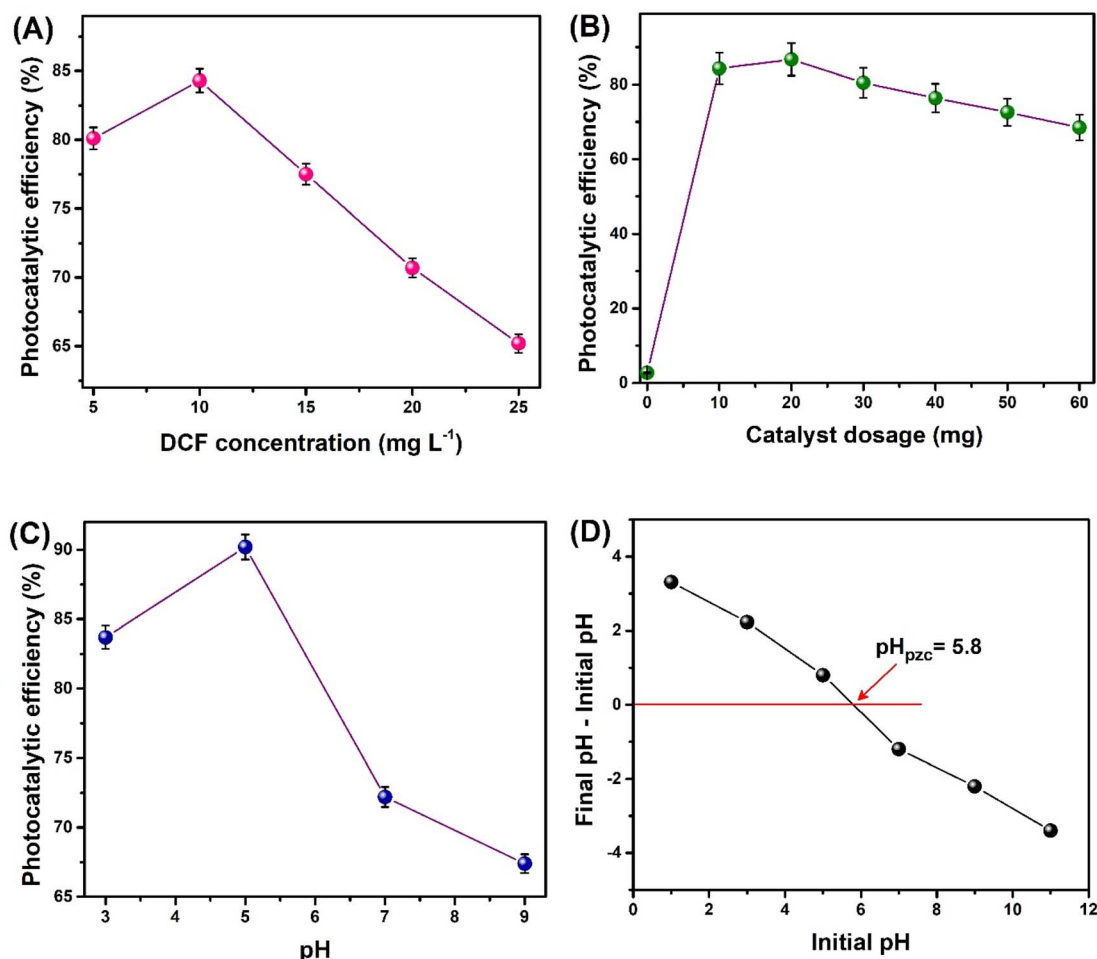 (A)
Photocatalytic efficiency (%)
85
80
75
70
65
5 10 15 20 25
DCF concentration (mg L⁻¹)
(B)
Photocatalytic efficiency (%)
80
60
40
20
0
0 10 20 30 40 50 60
Catalyst dosage (mg)
(C)
Photocatalytic efficiency (%)
90
85
80
75
70
65
3 4 5 6 7 8 9
pH
(D)
Final pH - Initial pH
4
2
0
-2
-4
pHpzc= 5.8
0 2 4 6 8 10 12
Initial pH